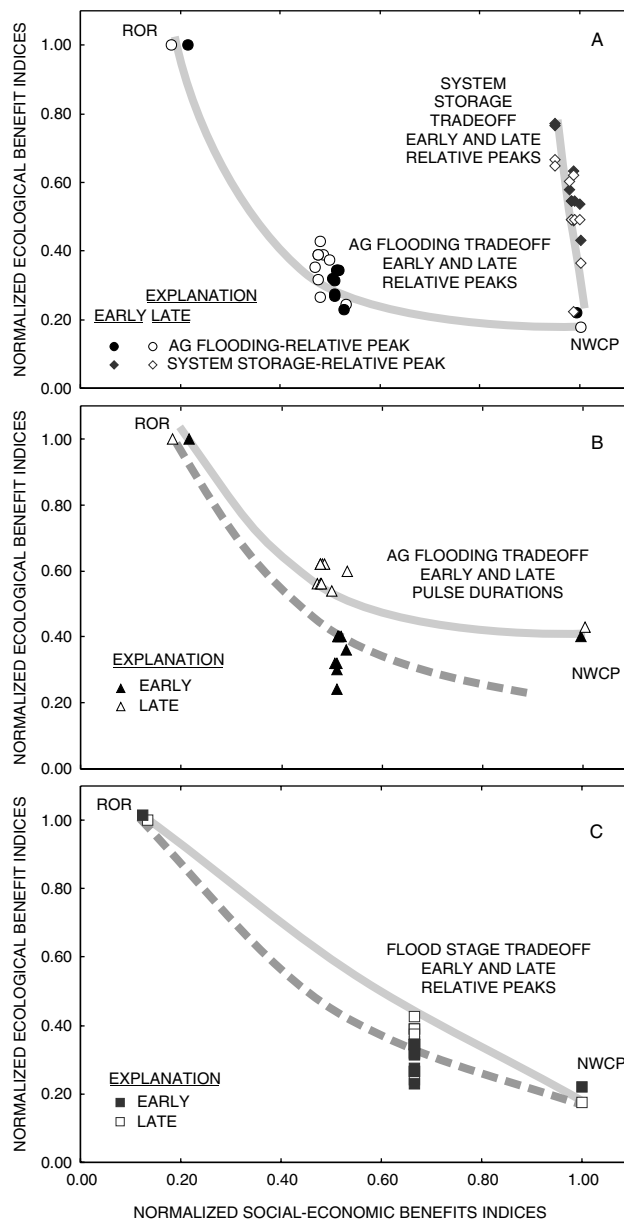 NORMALIZED ECOLOGICAL BENEFIT INDICES
ROR
A
1.00
SYSTEM
STORAGE
TRADEOFF
EARLY AND LATE
RELATIVE PEAKS
0.80
0.60
AG FLOODING TRADEOFF
EARLY AND LATE
RELATIVE PEAKS
0.40
EXPLANATION
EARLY LATE
AG FLOODING-RELATIVE PEAK
SYSTEM STORAGE-RELATIVE PEAK
0.20
NWCP
0.00
NORMALIZED ECOLOGICAL BENEFIT INDICES
ROR
B
1.00
0.80
0.60
AG FLOODING TRADEOFF
EARLY AND LATE
PULSE DURATIONS
0.40
EXPLANATION
EARLY
LATE
NWCP
0.20
0.00
NORMALIZED ECOLOGICAL BENEFIT INDICES
ROR
C
1.00
0.80
0.60
FLOOD STAGE TRADEOFF
EARLY AND LATE
RELATIVE PEAKS
0.40
NWCP
EXPLANATION
EARLY
LATE
0.20
0.00
0.00 0.20 0.40 0.60 0.80 1.00
NORMALIZED SOCIAL-ECONOMIC BENEFITS INDICES